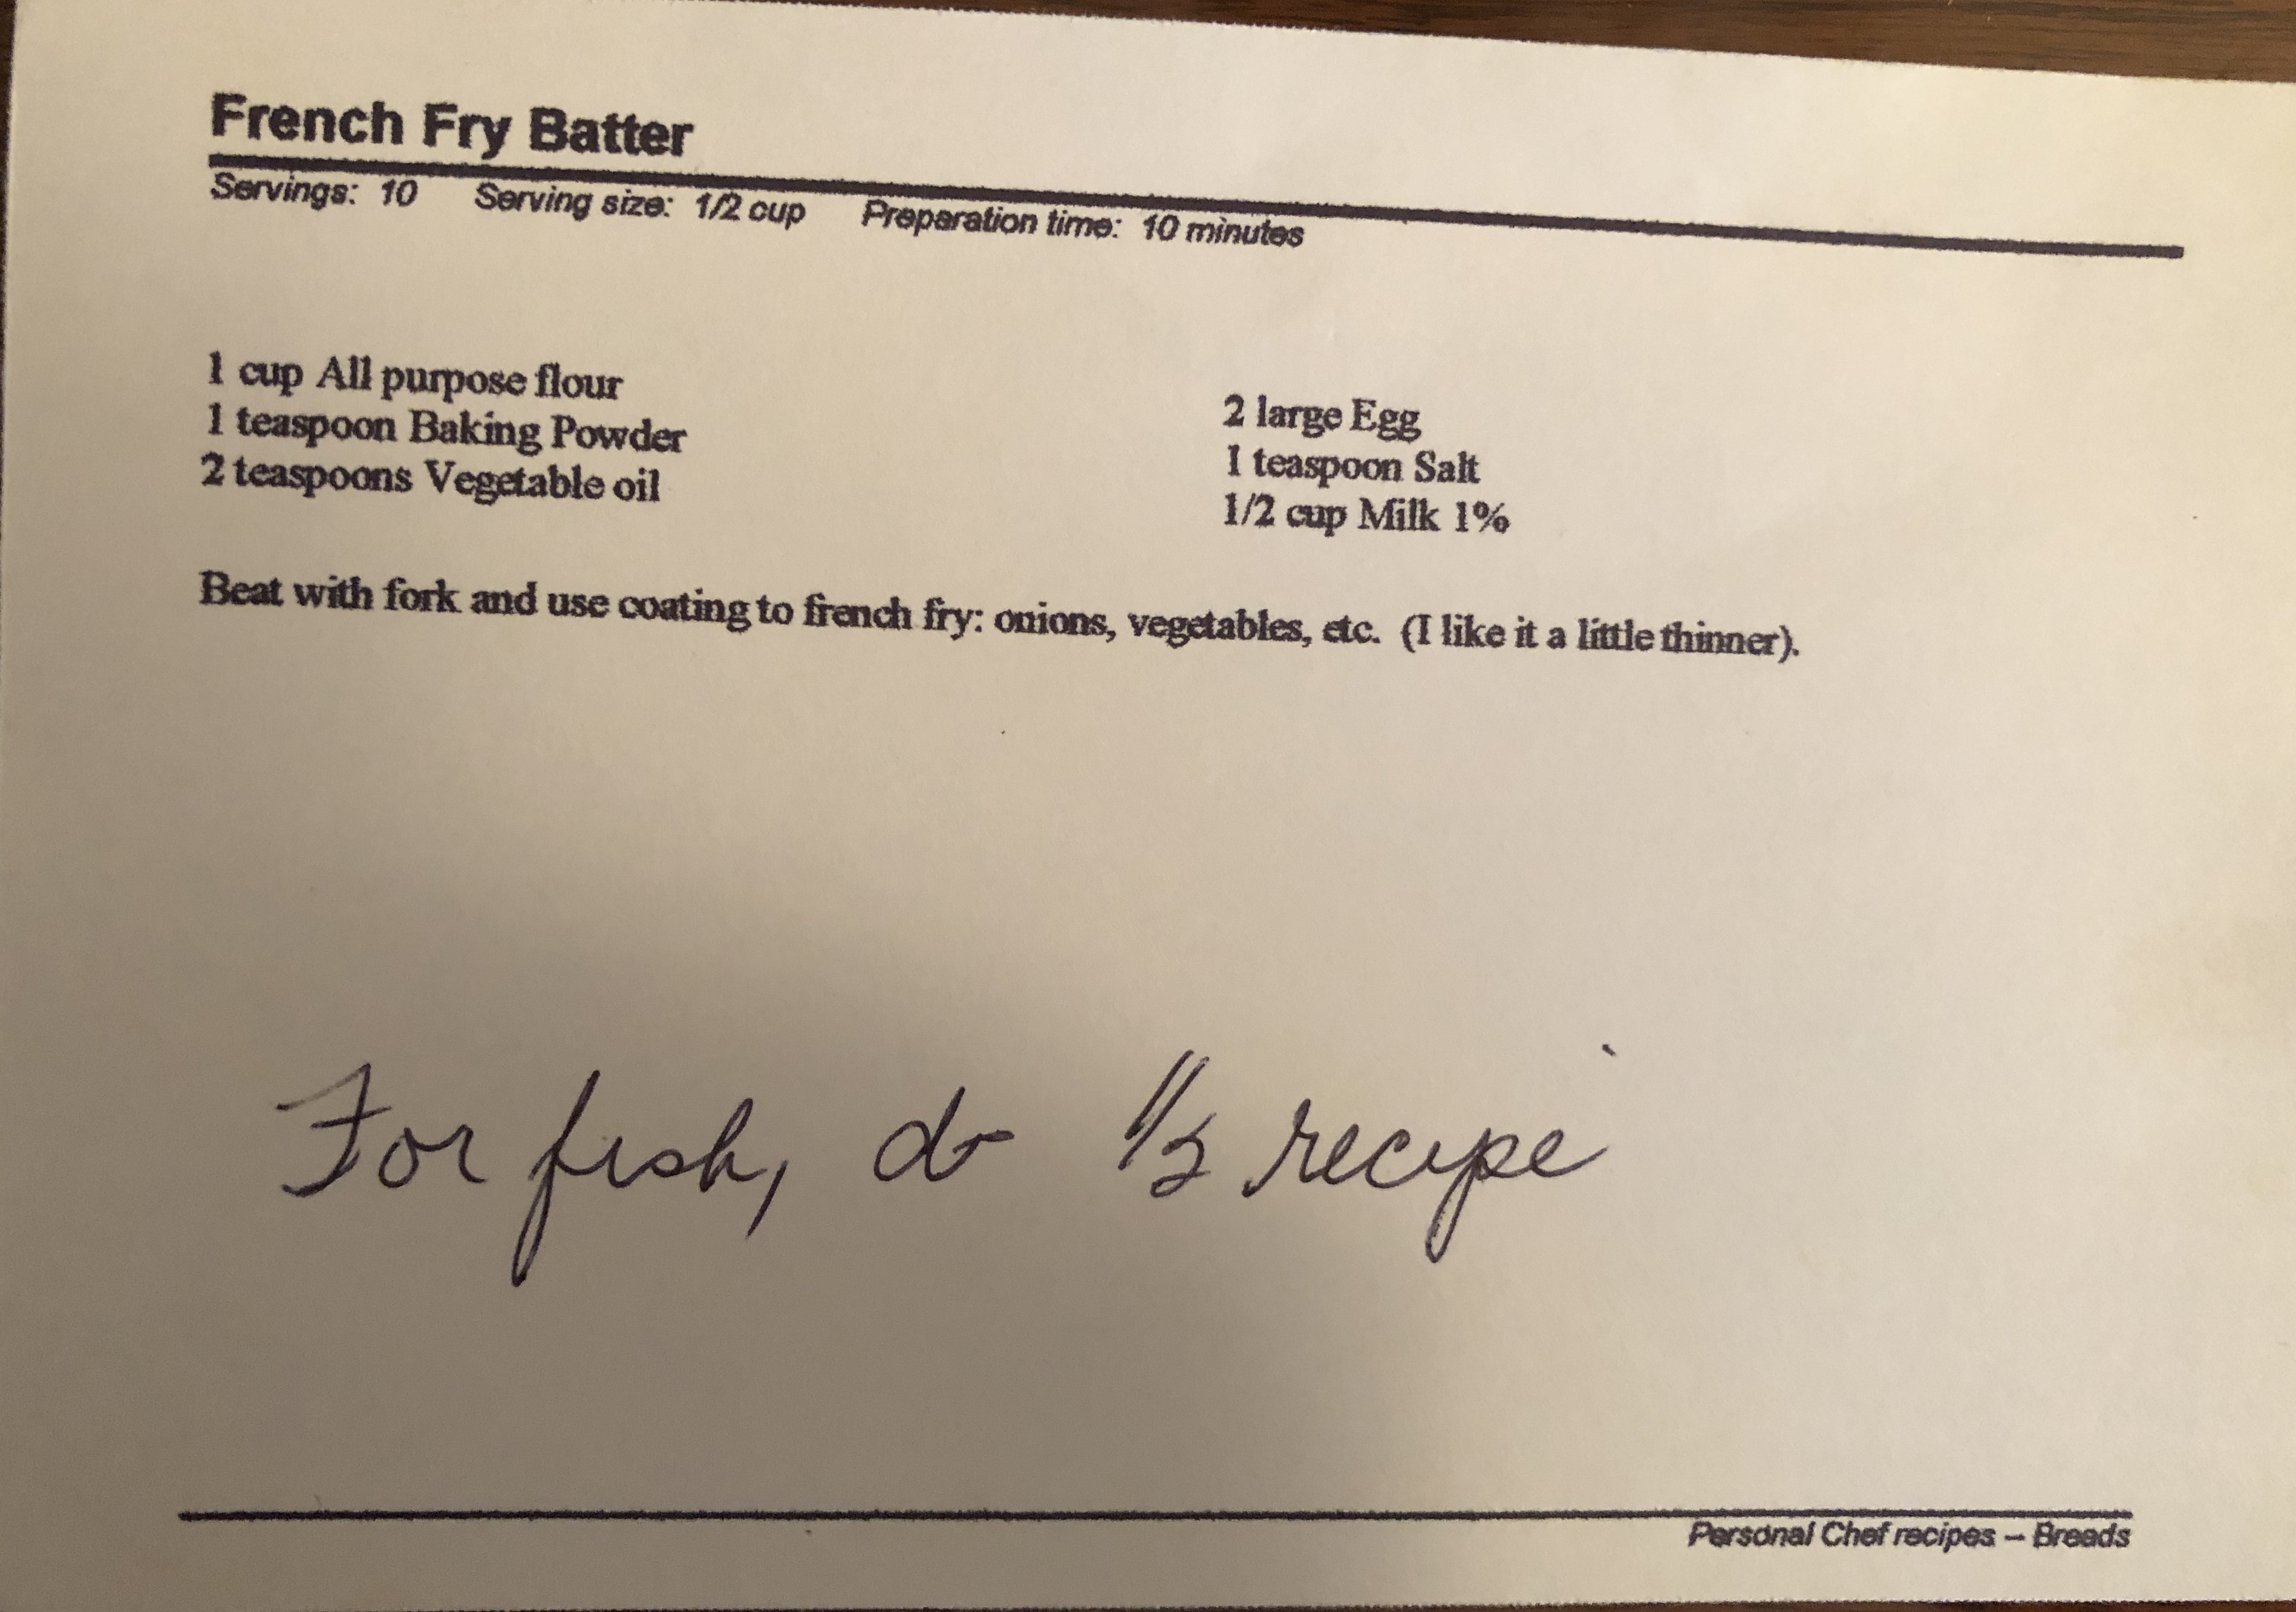 French Fry Batter
Servings: 10 Serving size: 1/2 cup Preparation time: 10 minutes
1 cup All purpose flour
1 teaspoon Baking Powder
2 teaspoons Vegetable oil
2 large Egg
1 teaspoon Salt
1/2 cup Milk 1%
Beat with fork and use coating to french fry: onions, vegetables, etc. (I like it a little thinner).
For fish, do 1/2 recipe
Personal Chef recipes – Breads